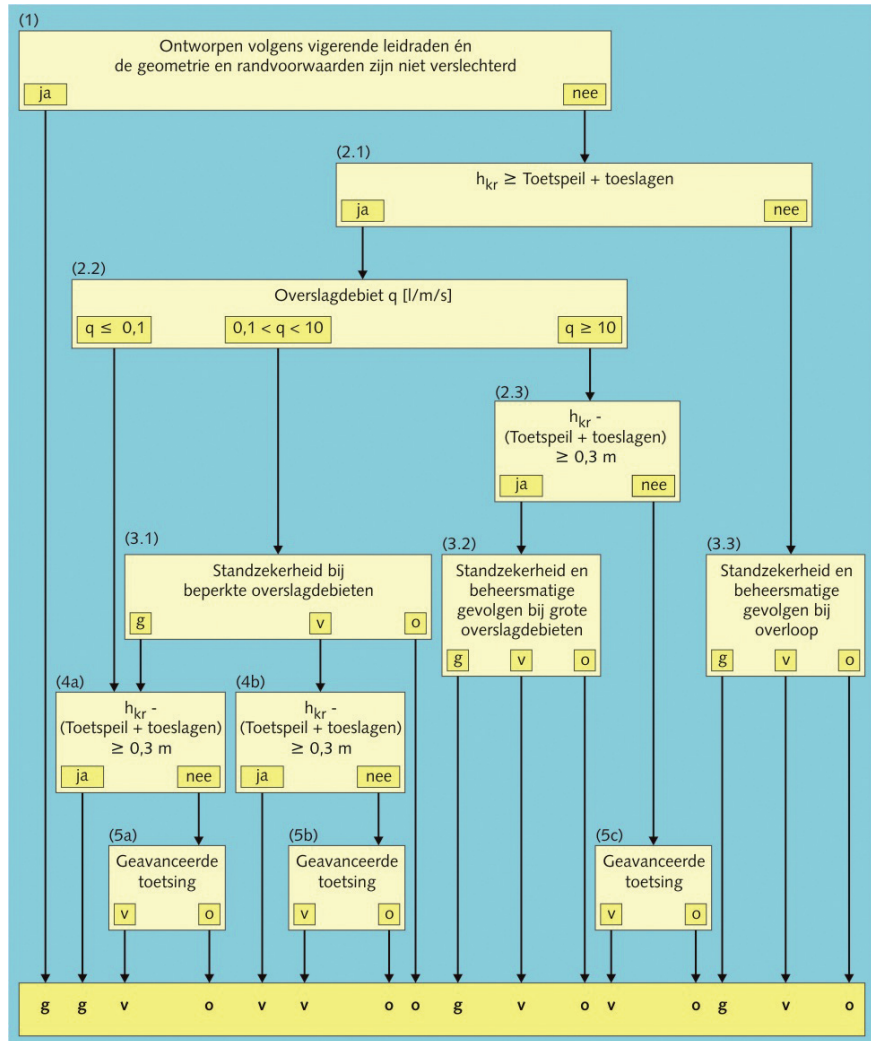 (1)
Ontworpen volgens vigerende leidraden én
de geometrie en randvoorwaarden zijn niet verslechterd
ja nee
(2.1)
hkr ≥ Toetspeil + toeslagen
ja nee
(2.2)
Overslagdebiet q [l/m/s]
q ≤ 0,1 0,1 < q < 10 q ≥ 10
(2.3)
hkr -
(Toetspeil + toeslagen)
≥ 0,3 m
ja nee
(3.1)
Standzekerheid bij
beperkte overslagdebieten
g v o
(3.2)
Standzekerheid en
beheersmatige
gevolgen bij grote
overslagdebieten
g v o
(3.3)
Standzekerheid en
beheersmatige
gevolgen bij
overloop
g v o
(4a)
hkr -
(Toetspeil + toeslagen)
≥ 0,3 m
ja nee
(4b)
hkr -
(Toetspeil + toeslagen)
≥ 0,3 m
ja nee
(5a)
Geavanceerde
toetsing
v o
(5b)
Geavanceerde
toetsing
v o
(5c)
Geavanceerde
toetsing
v o
g g v o v v o o g v o v o g v o